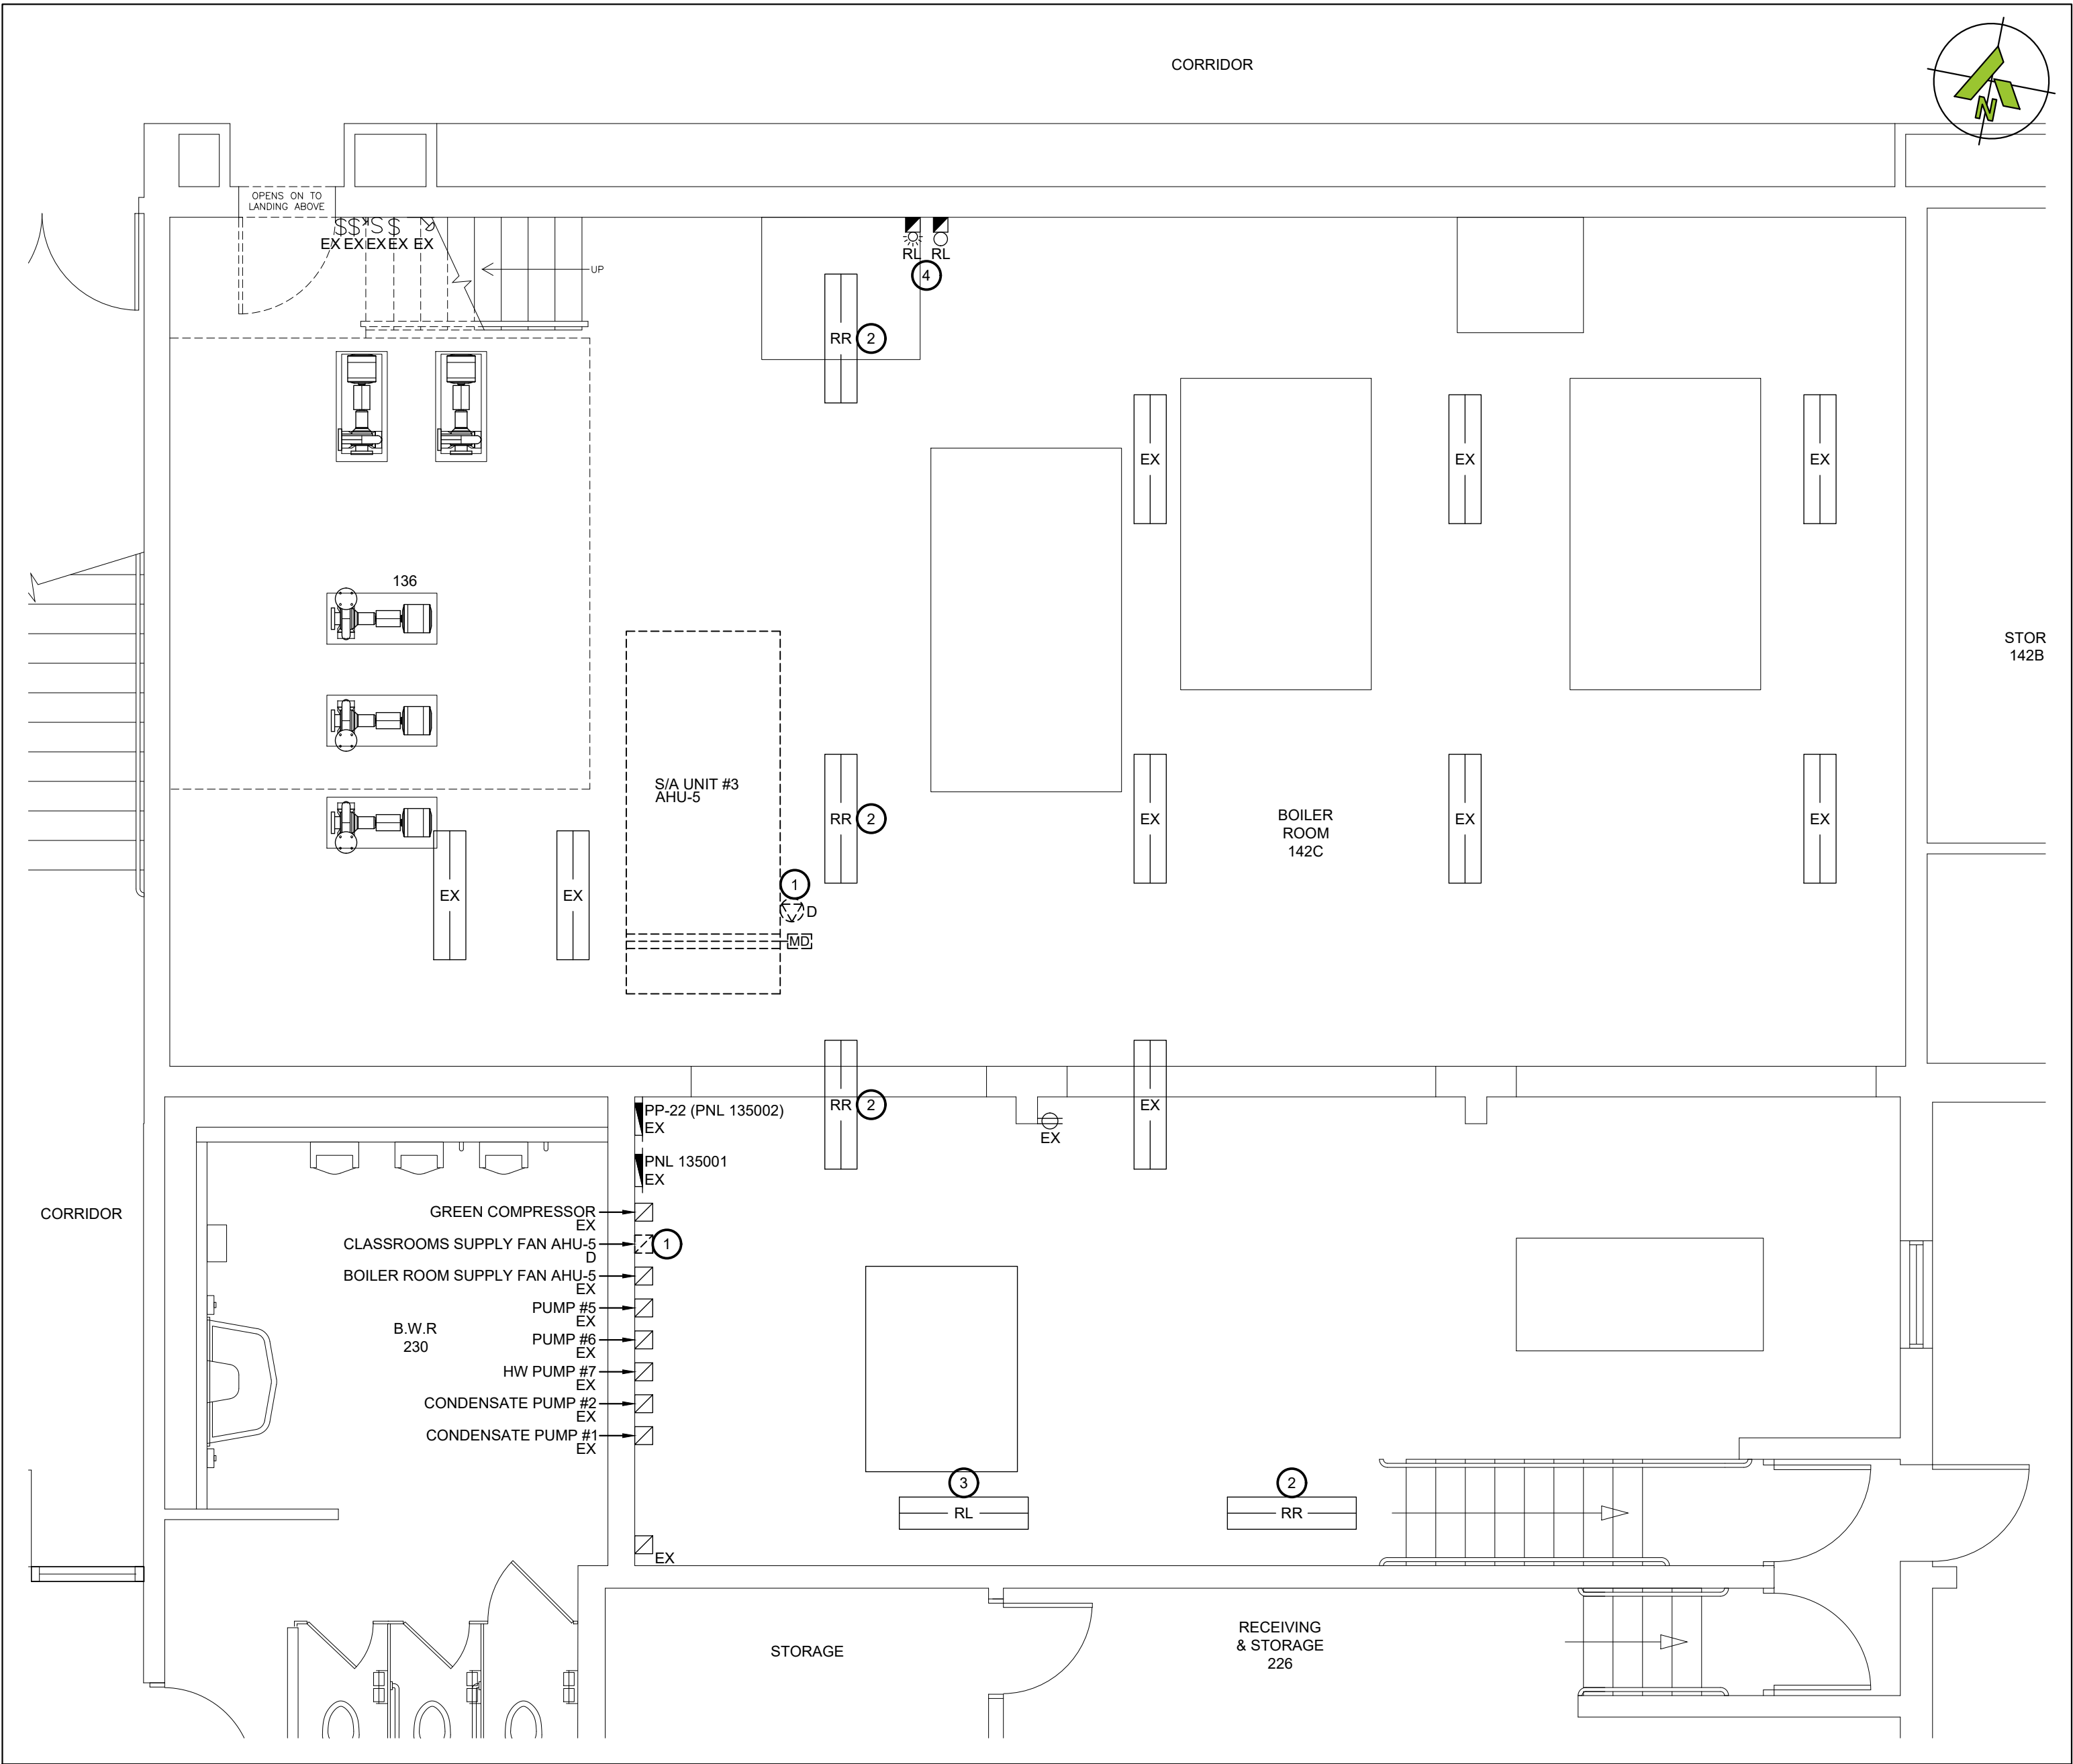 CORRIDOR
N
OPENS ON TO
LANDING ABOVE
$ $ S $
EX EX EX EX EX
UP
RL RL
4
RR 2
EX
EX
EX
136
STOR
142B
S/A UNIT #3
AHU-5
RR 2
EX
EX
EX
BOILER
ROOM
142C
1
D
MD
EX
EX
RR 2
EX
EX
PP-22 (PNL 135002)
EX
PNL 135001
EX
CORRIDOR
GREEN COMPRESSOR
EX
CLASSROOMS SUPPLY FAN AHU-5
D
1
BOILER ROOM SUPPLY FAN AHU-5
EX
PUMP #5
EX
PUMP #6
EX
HW PUMP #7
EX
CONDENSATE PUMP #2
EX
CONDENSATE PUMP #1
EX
B.W.R
230
3
RL
2
RR
EX
STORAGE
RECEIVING
& STORAGE
226